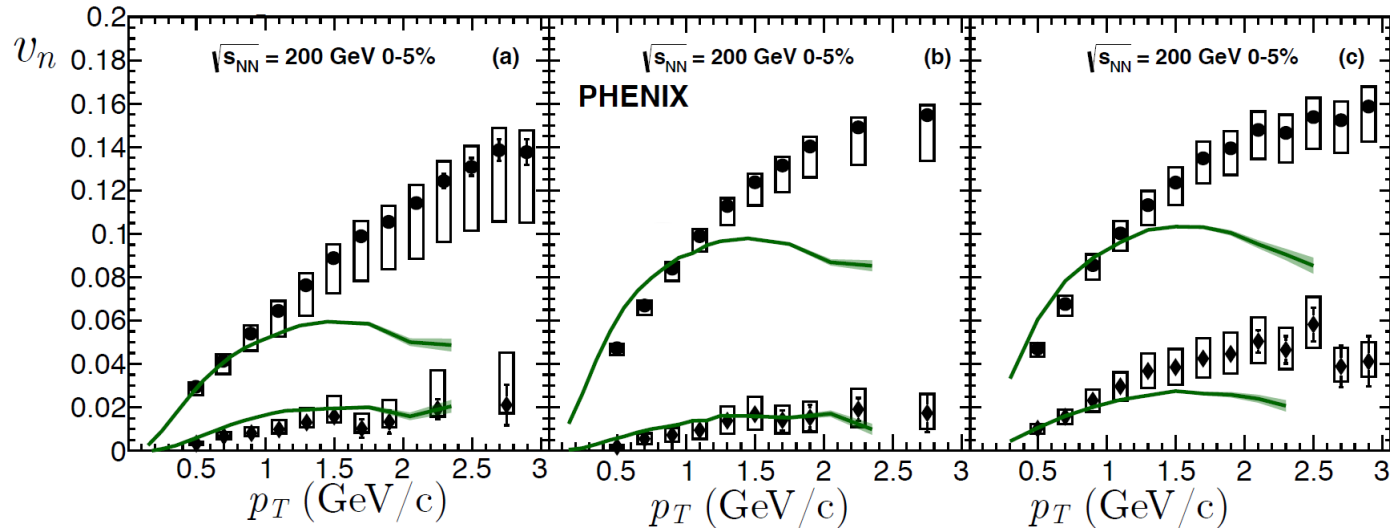 v_n
0.2
0.18
0.16
0.14
0.12
0.1
0.08
0.06
0.04
0.02
0
√s_NN = 200 GeV 0-5% (a)
√s_NN = 200 GeV 0-5% (b)
PHENIX
√s_NN = 200 GeV 0-5% (c)
0.5 1 1.5 2 2.5 3
0.5 1 1.5 2 2.5 3
0.5 1 1.5 2 2.5 3
p_T (GeV/c)
p_T (GeV/c)
p_T (GeV/c)